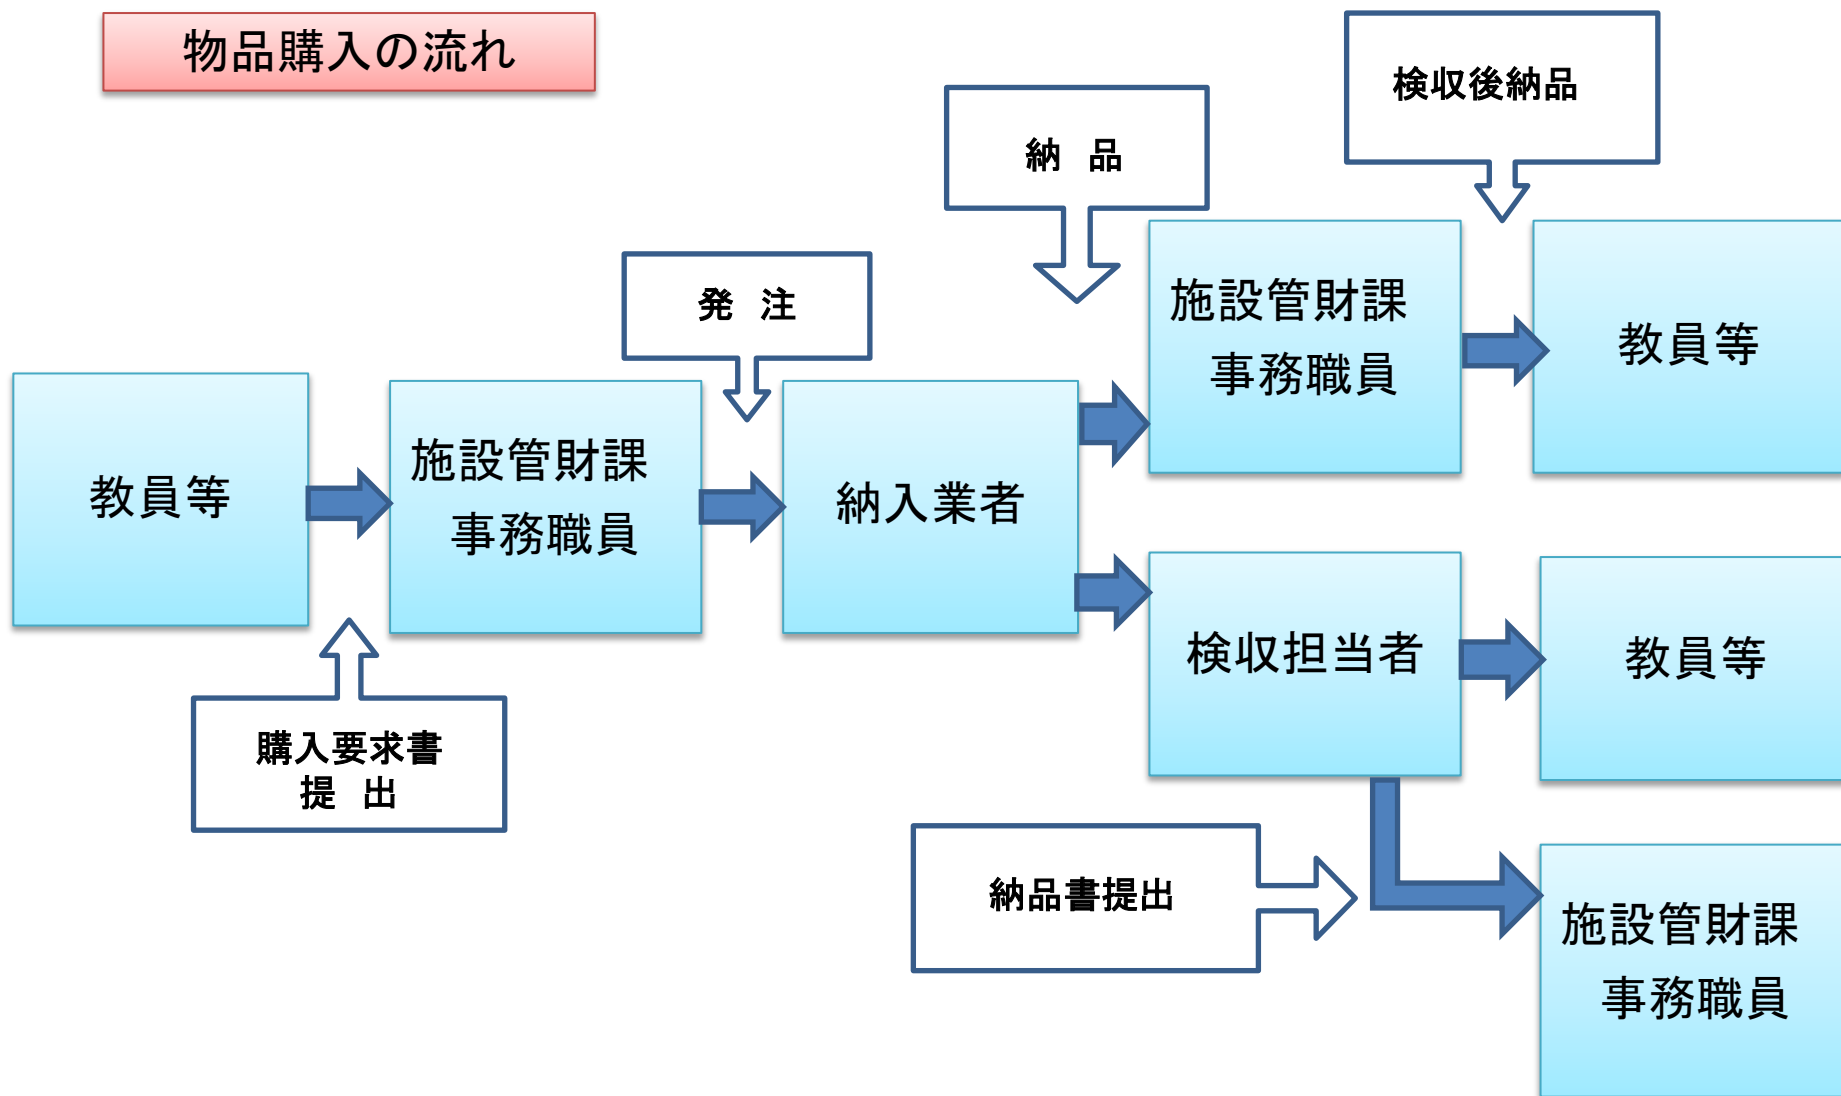 物品購入の流れ
検収後納品
納　品
発　注
施設管財課
事務職員
教員等
教員等
施設管財課
事務職員
納入業者
検収担当者
教員等
購入要求書
提　出
納品書提出
施設管財課
事務職員